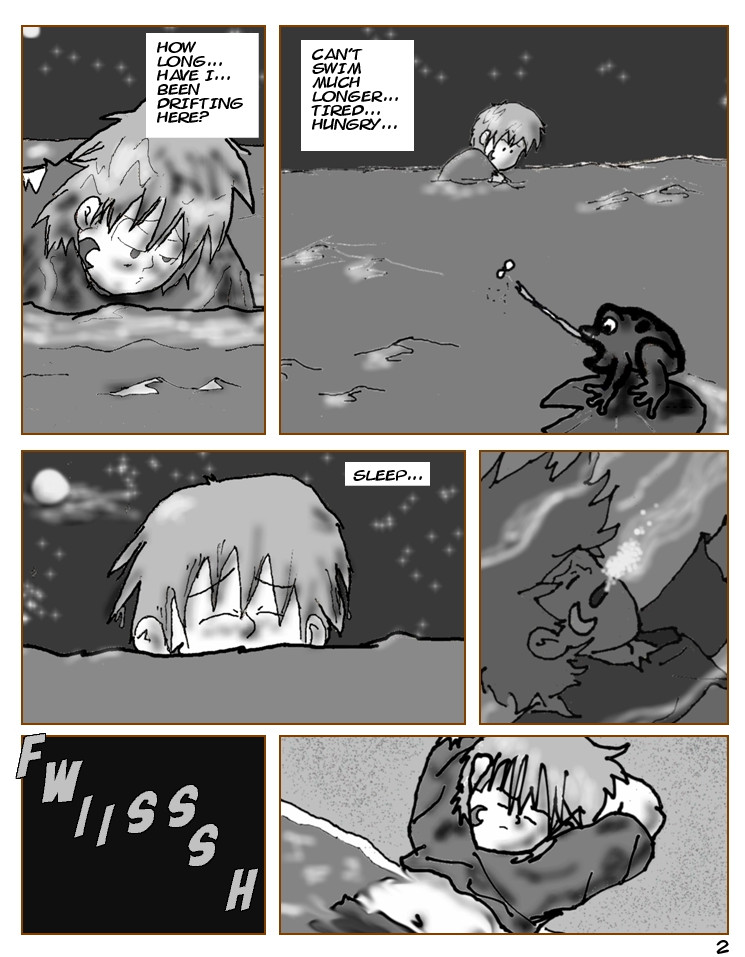 HOW
LONG...
HAVE I...
BEEN
DRIFTING
HERE?
CAN'T
SWIM
MUCH
LONGER...
TIRED...
HUNGRY...
SLEEP...
FWIISSSH
2